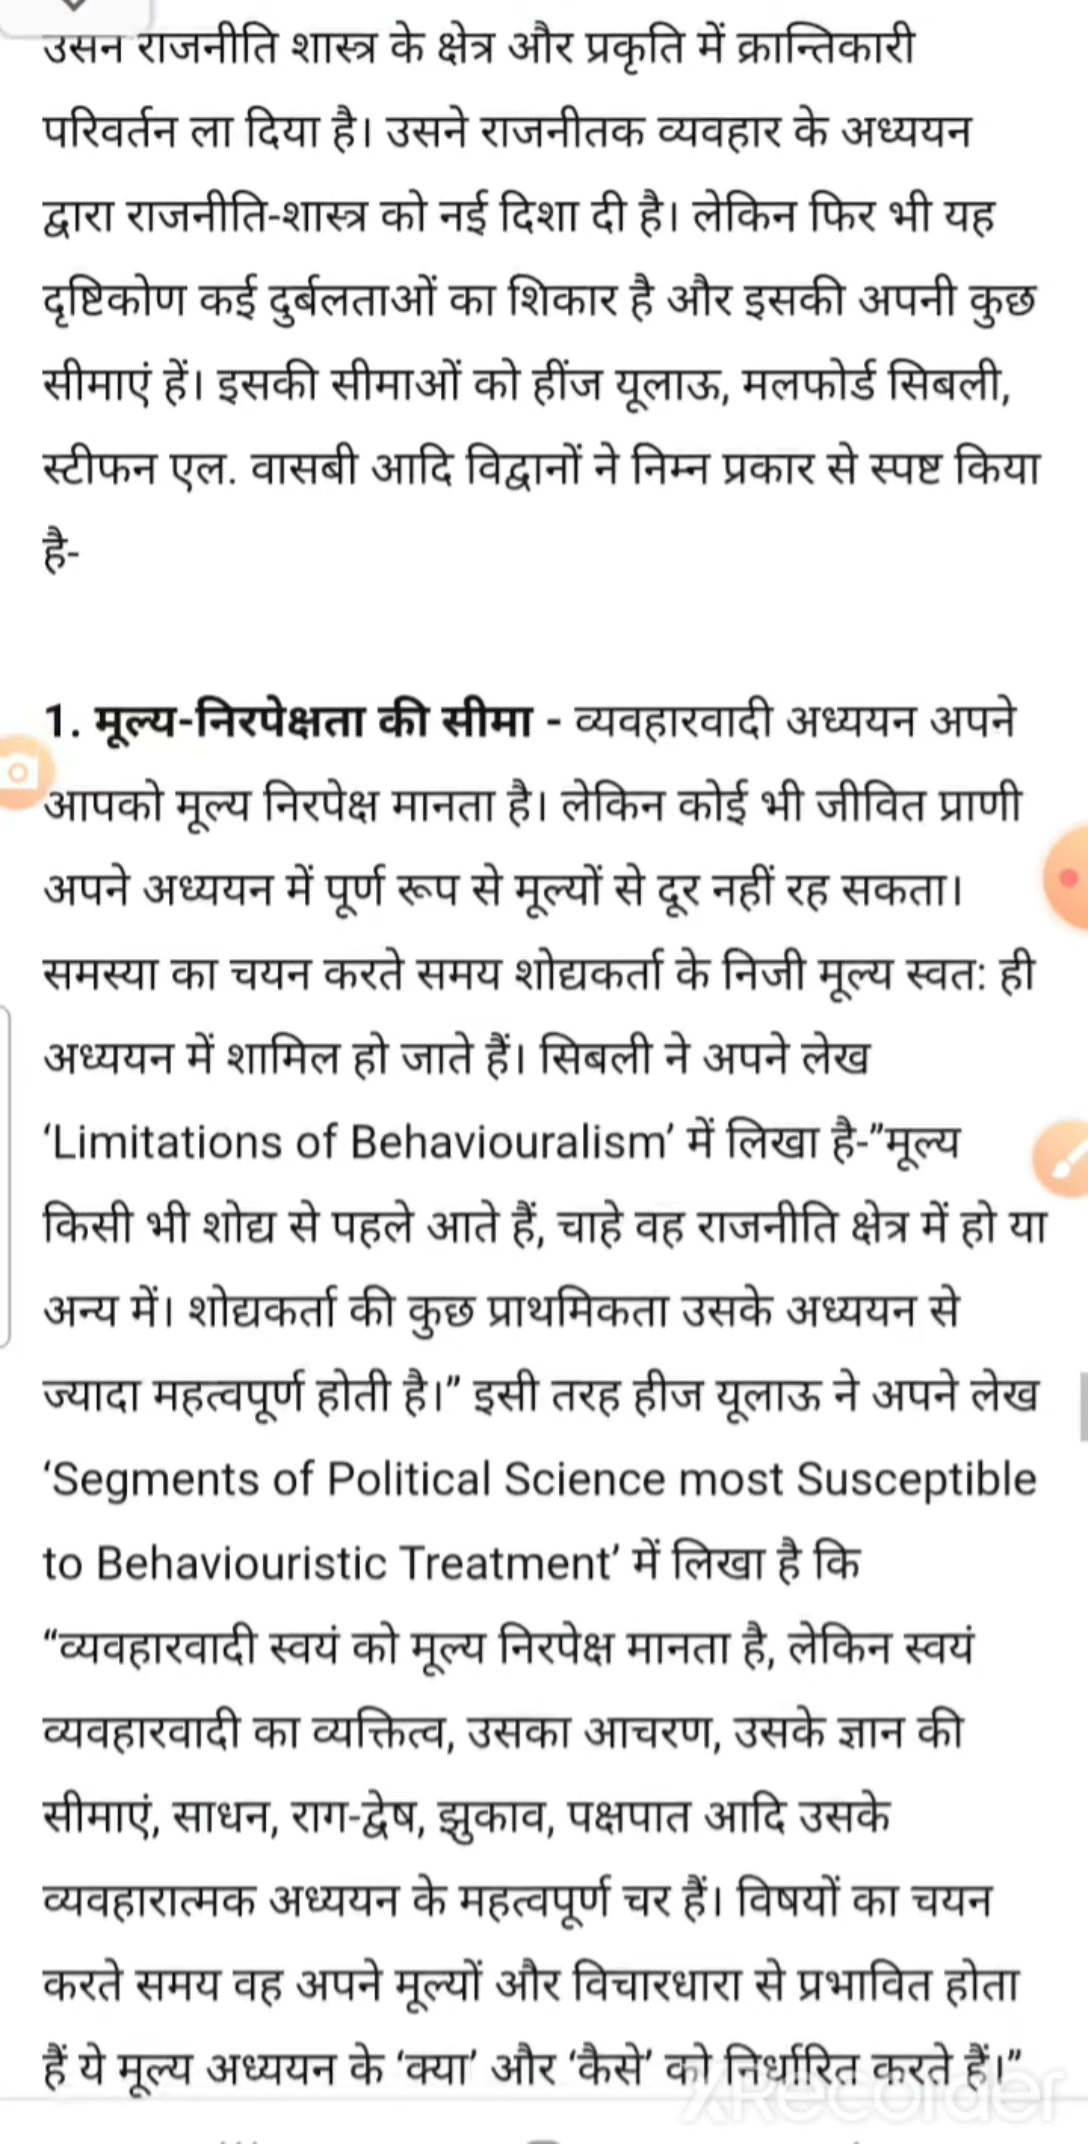 उसने राजनीति शास्त्र के क्षेत्र और प्रकृति में क्रान्तिकारी
परिवर्तन ला दिया है। उसने राजनीतक व्यवहार के अध्ययन
द्वारा राजनीति-शास्त्र को नई दिशा दी है। लेकिन फिर भी यह
दृष्टिकोण कई दुर्बलताओं का शिकार है और इसकी अपनी कुछ
सीमाएं हें। इसकी सीमाओं को हींज यूलाऊ, मलफोर्ड सिबली,
स्टीफन एल. वासबी आदि विद्वानों ने निम्न प्रकार से स्पष्ट किया
है-
1. मूल्य-निरपेक्षता की सीमा - व्यवहारवादी अध्ययन अपने
आपको मूल्य निरपेक्ष मानता है। लेकिन कोई भी जीवित प्राणी
अपने अध्ययन में पूर्ण रूप से मूल्यों से दूर नहीं रह सकता।
समस्या का चयन करते समय शोद्यकर्ता के निजी मूल्य स्वत: ही
अध्ययन में शामिल हो जाते हैं। सिबली ने अपने लेख
‘Limitations of Behaviouralism’ में लिखा है-”मूल्य
किसी भी शोद्य से पहले आते हैं, चाहे वह राजनीति क्षेत्र में हो या
अन्य में। शोद्यकर्ता की कुछ प्राथमिकता उसके अध्ययन से
ज्यादा महत्वपूर्ण होती है।” इसी तरह हीज यूलाऊ ने अपने लेख
‘Segments of Political Science most Susceptible
to Behaviouristic Treatment’ में लिखा है कि
“व्यवहारवादी स्वयं को मूल्य निरपेक्ष मानता है, लेकिन स्वयं
व्यवहारवादी का व्यक्तित्व, उसका आचरण, उसके ज्ञान की
सीमाएं, साधन, राग-द्वेष, झुकाव, पक्षपात आदि उसके
व्यवहारात्मक अध्ययन के महत्वपूर्ण चर हैं। विषयों का चयन
करते समय वह अपने मूल्यों और विचारधारा से प्रभावित होता
हैं ये मूल्य अध्ययन के ‘क्या’ और ‘कैसे’ को निर्धारित करते हैं।”
XRecorder